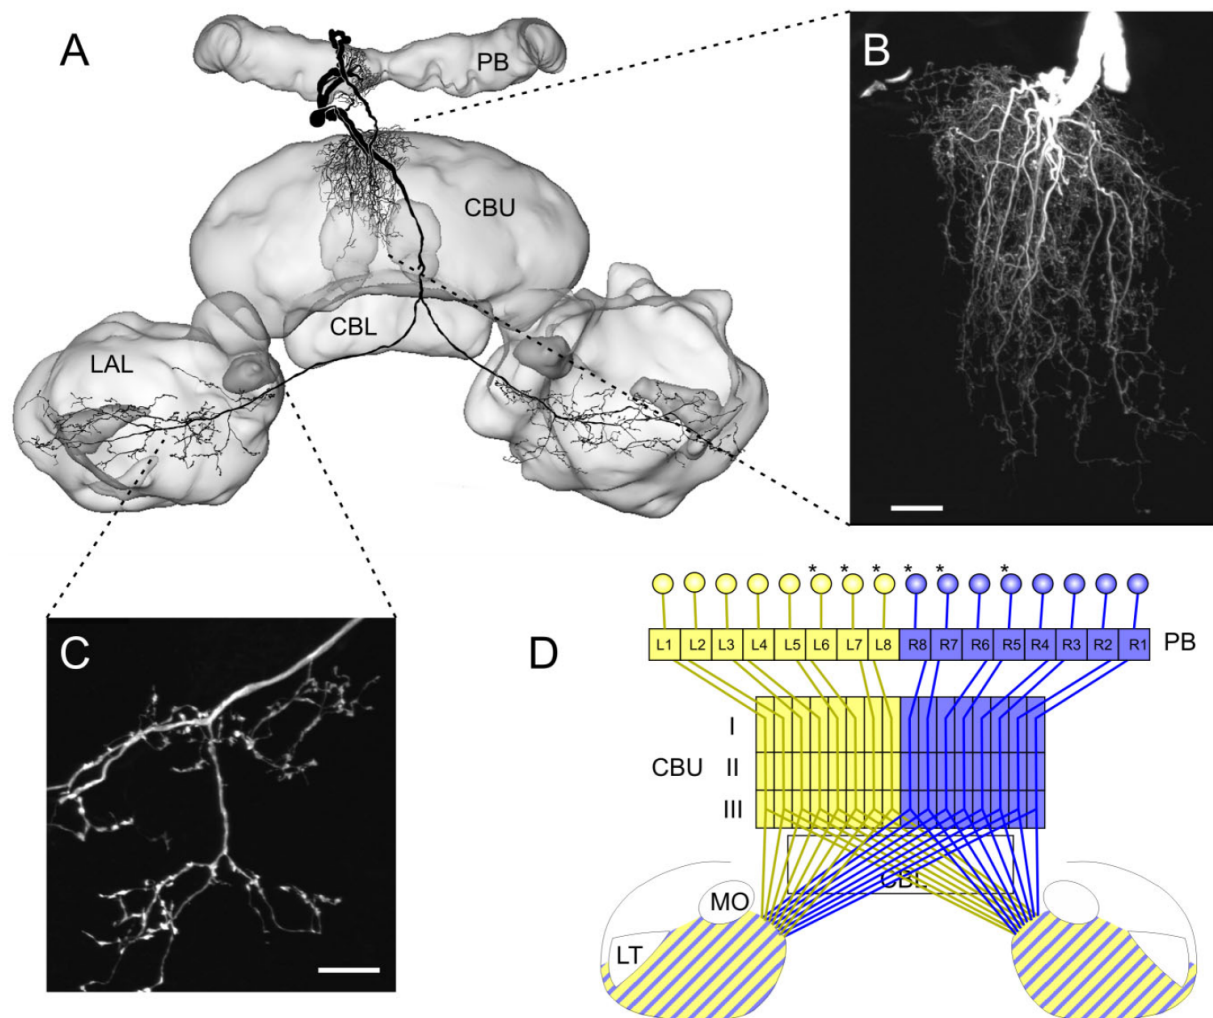 A
PB
CBU
CBL
LAL
B
C
D
* * * * * *
L1 L2 L3 L4 L5 L6 L7 L8 R8 R7 R6 R5 R4 R3 R2 R1
PB
I
CBU II
III
CBL
MO
LT